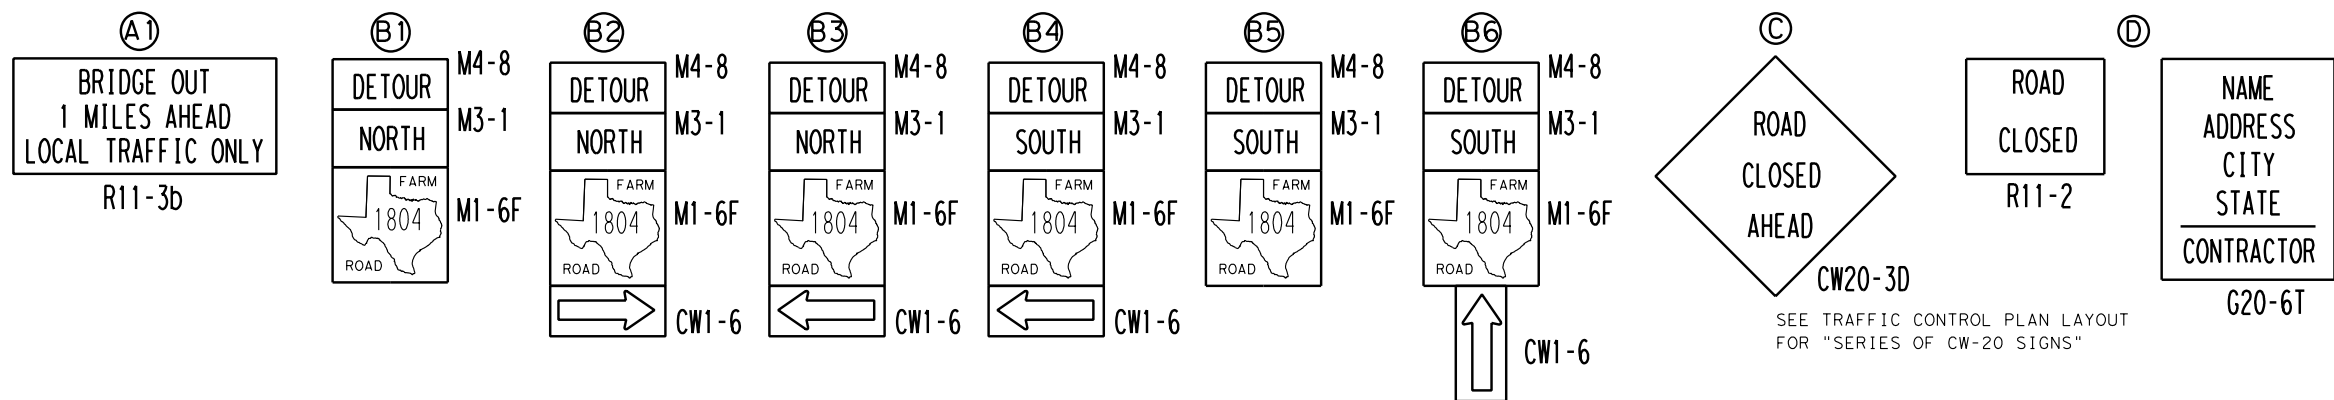 A1
BRIDGE OUT
1 MILES AHEAD
LOCAL TRAFFIC ONLY
R11-3b
B1
DETOUR
M4-8
NORTH
M3-1
FARM
1804
ROAD
M1-6F
B2
DETOUR
M4-8
NORTH
M3-1
FARM
1804
ROAD
M1-6F
CW1-6
B3
DETOUR
M4-8
NORTH
M3-1
FARM
1804
ROAD
M1-6F
CW1-6
B4
DETOUR
M4-8
SOUTH
M3-1
FARM
1804
ROAD
M1-6F
CW1-6
B5
DETOUR
M4-8
SOUTH
M3-1
FARM
1804
ROAD
M1-6F
B6
DETOUR
M4-8
SOUTH
M3-1
FARM
1804
ROAD
M1-6F
CW1-6
C
ROAD
CLOSED
AHEAD
CW20-3D
SEE TRAFFIC CONTROL PLAN LAYOUT
FOR "SERIES OF CW-20 SIGNS"
D
ROAD
CLOSED
R11-2
NAME
ADDRESS
CITY
STATE
CONTRACTOR
G20-6T